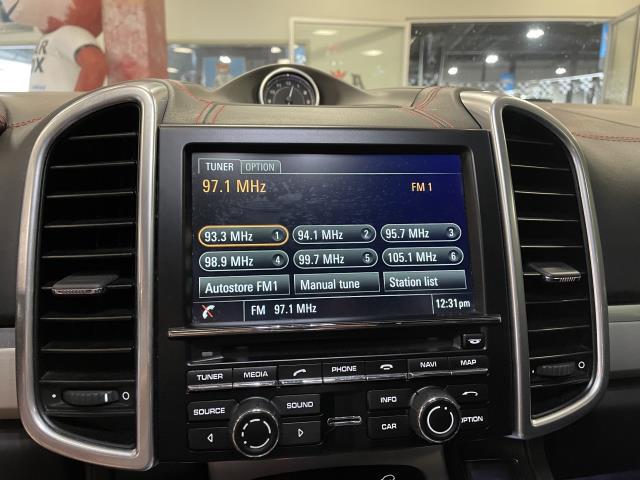 TUNER OPTION
97.1 MHz FM 1
93.3 MHz 1 94.1 MHz 2 95.7 MHz 3
98.9 MHz 4 99.7 MHz 5 105.1 MHz 6
Autostore FM1 Manual tune Station list
FM 97.1 MHz 12:31pm
TUNER MEDIA PHONE NAVI MAP
SOURCE SOUND INFO
CAR OPTION